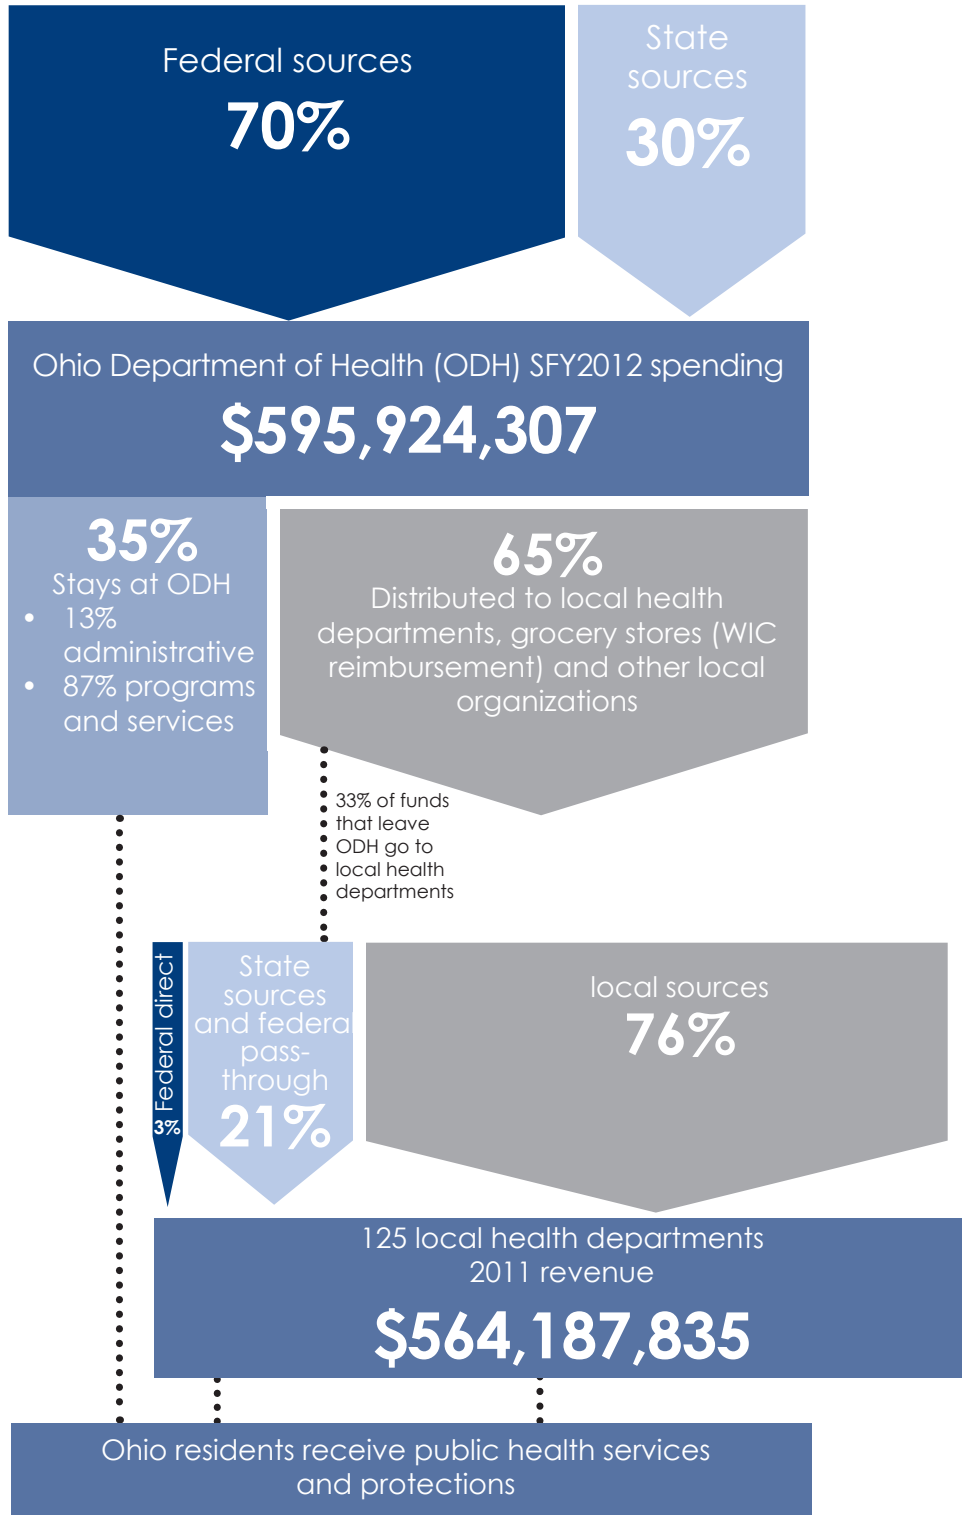 Federal sources
70%
State
sources
30%
Ohio Department of Health (ODH) SFY2012 spending
$595,924,307
35%
Stays at ODH
• 13%
administrative
• 87% programs
and services
65%
Distributed to local health
departments, grocery stores (WIC
reimbursement) and other local
organizations
33% of funds
that leave
ODH go to
local health
departments
3% Federal direct
State
sources
and federal
pass-
through
21%
local sources
76%
125 local health departments
2011 revenue
$564,187,835
Ohio residents receive public health services
and protections